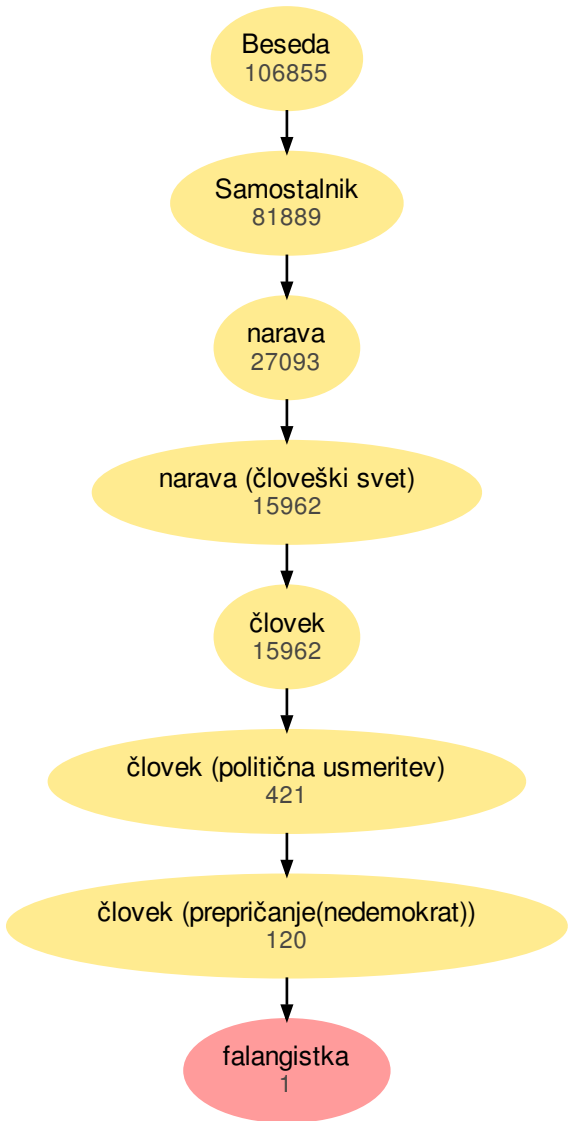 Beseda
106855
Samostalnik
81889
narava
27093
narava (človeški svet)
15962
človek
15962
človek (politična usmeritev)
421
človek (prepričanje(nedemokrat))
120
falangistka
1